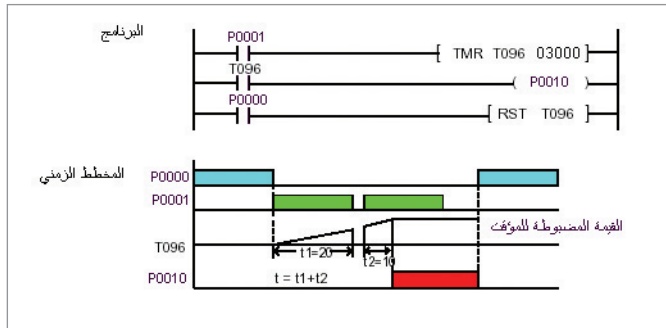 البرنامج
P0001
[ TMR T096 03000 ]
T096
( P0010 )
P0000
[ RST T096 ]
المخطط الزمني
P0000
P0001
القيمة المضبوطة للمؤقت
T096
t1=20
t2=10
P0010
t = t1+t2